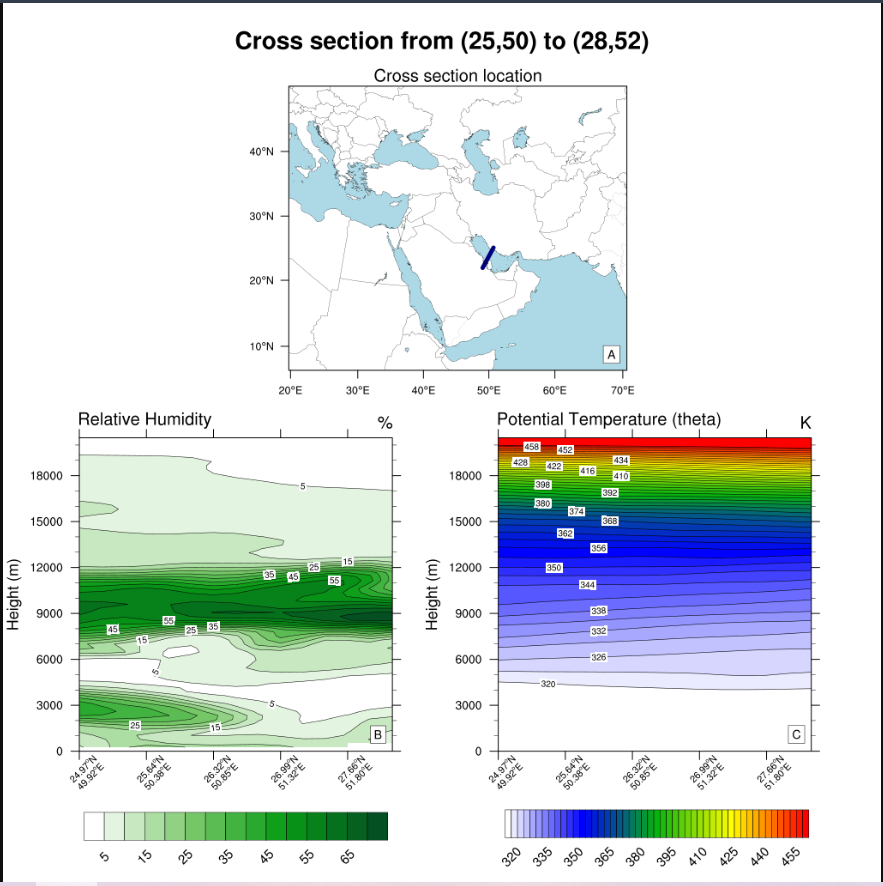 Cross section from (25,50) to (28,52)
Cross section location
40°N
30°N
20°N
10°N
A
20°E 30°E 40°E 50°E 60°E 70°E
Relative Humidity %
Height (m)
18000
15000
12000
9000
6000
3000
0
5
15
25
35
45
55
55
35
45
25
15
15
5
5
25
15
B
24.97°N 49.92°E
25.64°N 50.38°E
26.32°N 50.85°E
26.99°N 51.32°E
27.66°N 51.80°E
5 15 25 35 45 55 65
Potential Temperature (theta) K
Height (m)
18000
15000
12000
9000
6000
3000
0
458
452
434
428
422
416
410
398
392
380
374
368
362
356
350
344
338
332
326
320
C
24.97°N 49.92°E
25.64°N 50.38°E
26.32°N 50.85°E
26.99°N 51.32°E
27.66°N 51.80°E
320 335 350 365 380 395 410 425 440 455